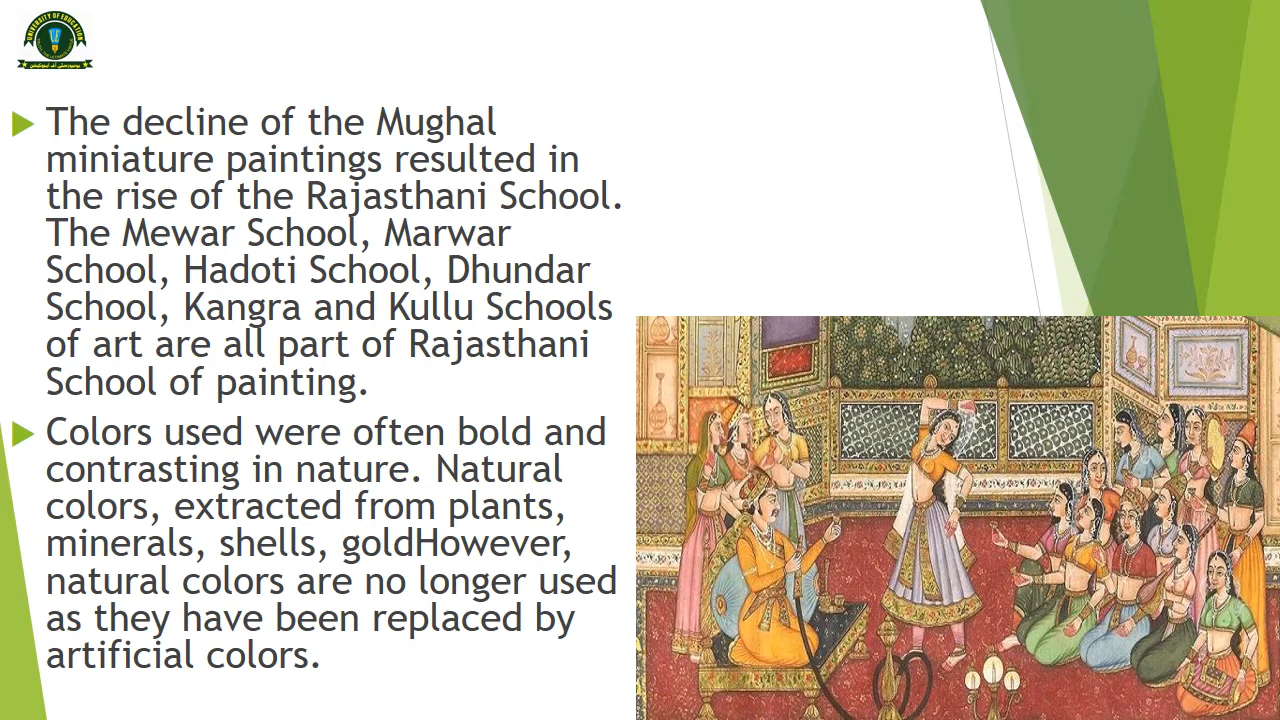 UNIVERSITY OF EDUCATION
The decline of the Mughal
miniature paintings resulted in
the rise of the Rajasthani School.
The Mewar School, Marwar
School, Hadoti School, Dhundar
School, Kangra and Kullu Schools
of art are all part of Rajasthani
School of painting.
Colors used were often bold and
contrasting in nature. Natural
colors, extracted from plants,
minerals, shells, goldHowever,
natural colors are no longer used
as they have been replaced by
artificial colors.